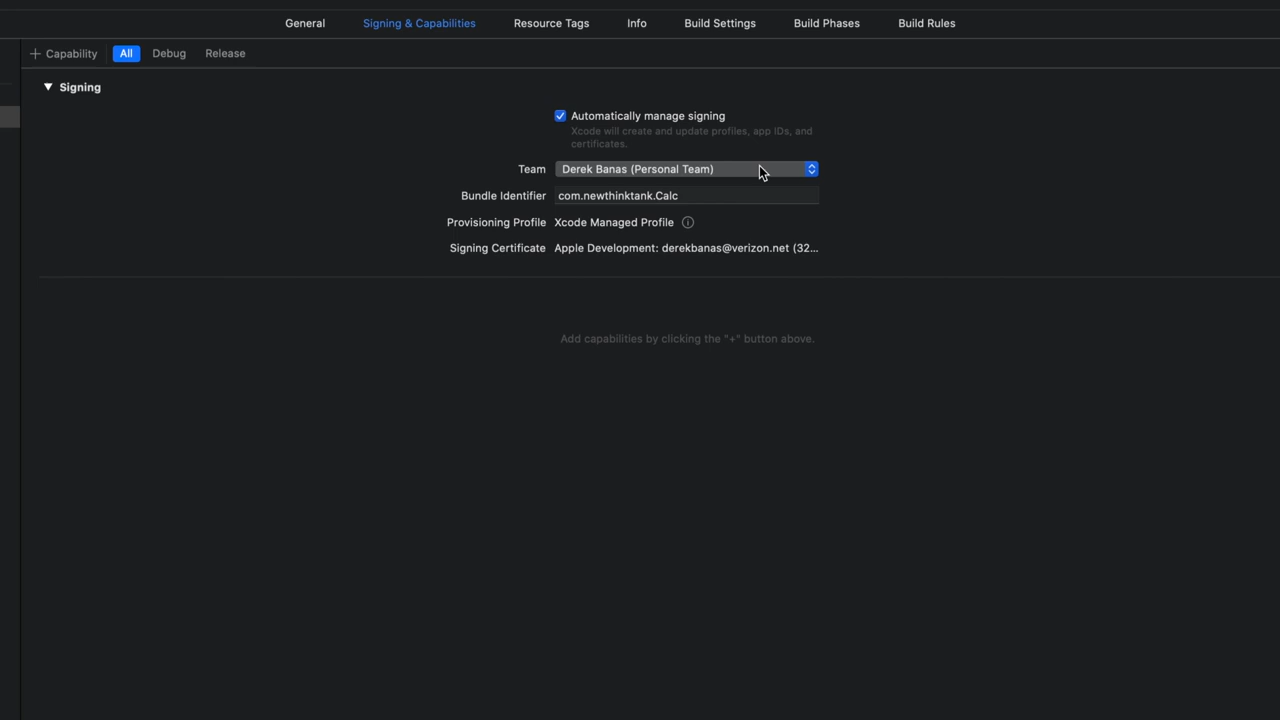 General Signing & Capabilities Resource Tags Info Build Settings Build Phases Build Rules
+ Capability All Debug Release
Signing
Automatically manage signing
Xcode will create and update profiles, app IDs, and
certificates.
Team Derek Banas (Personal Team)
Bundle Identifier com.newthinktank.Calc
Provisioning Profile Xcode Managed Profile
Signing Certificate Apple Development: derekbanas@verizon.net (32...
Add capabilities by clicking the "+" button above.